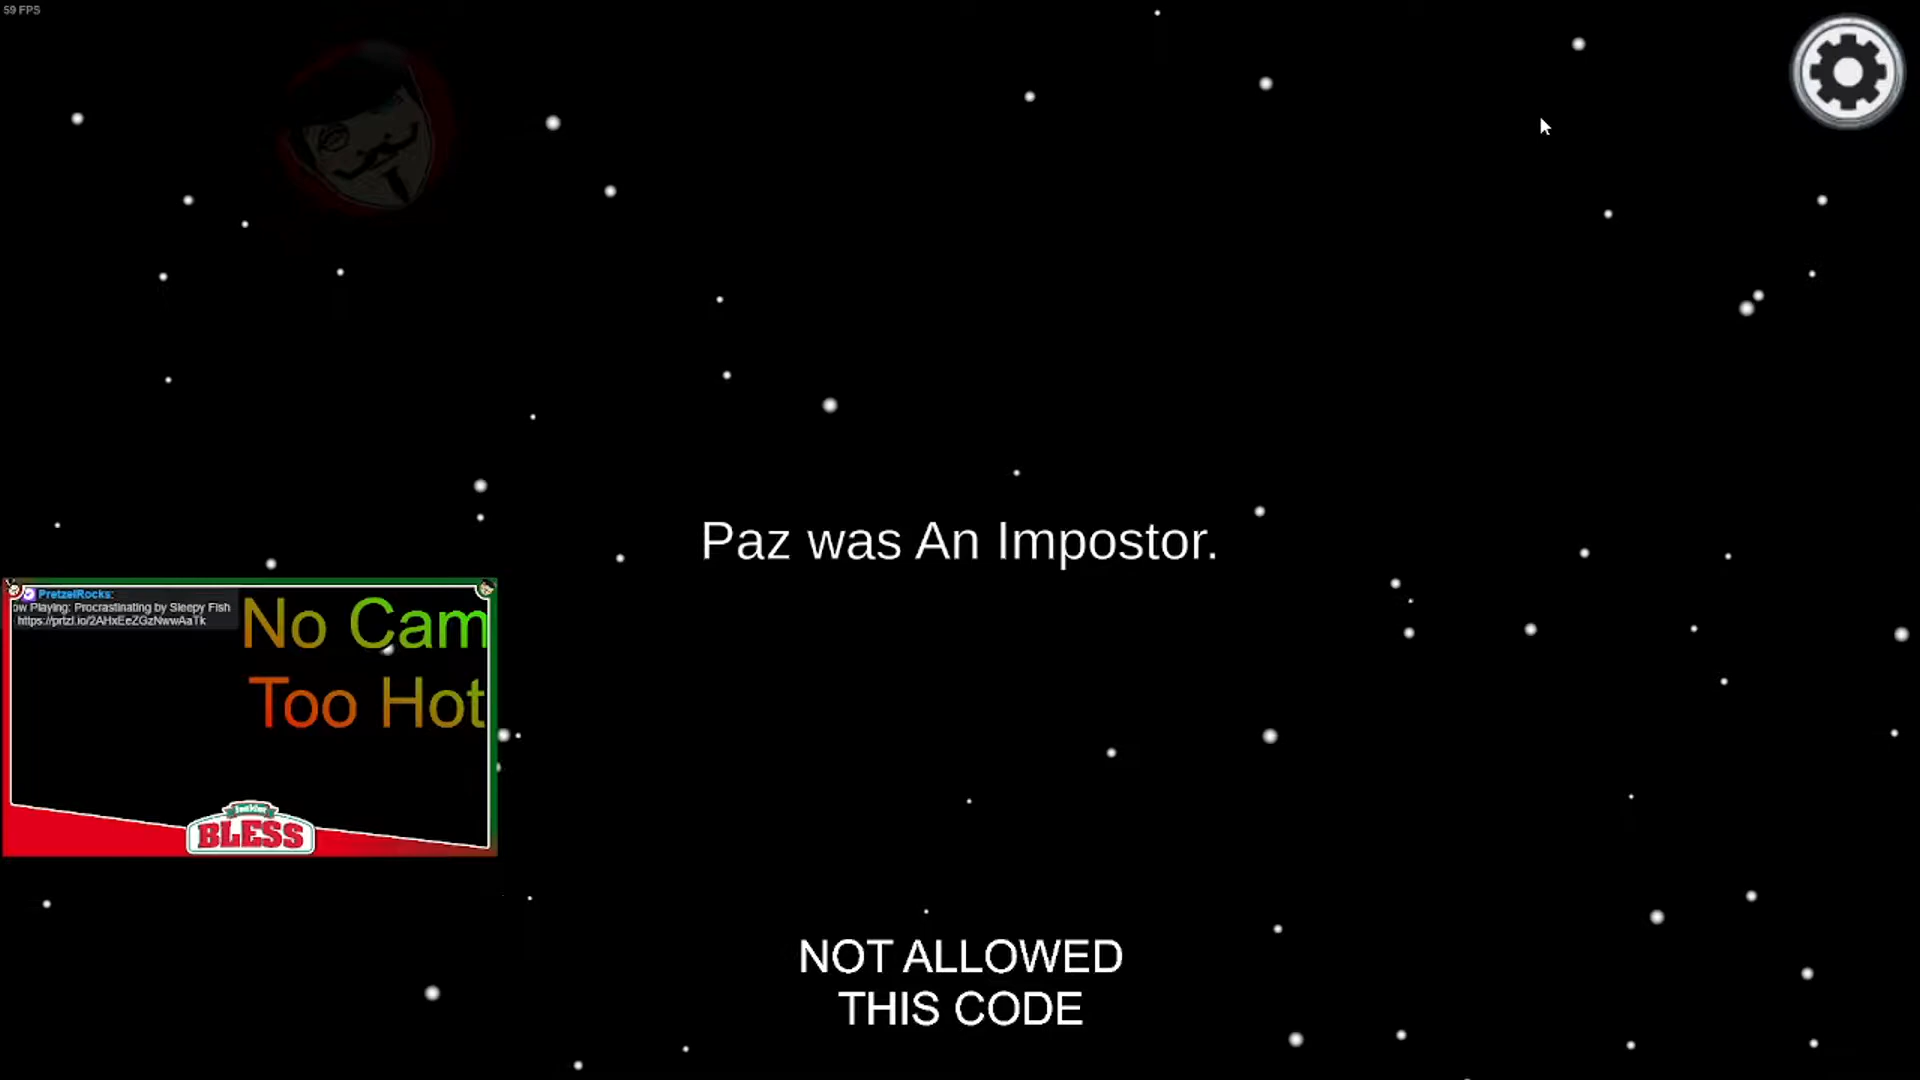 59 FPS
Paz was An Impostor.
PretzelRocks:
ow Playing: Procrastinating by Sleepy Fish
https://prtzl.io/2AHxEeZGzNwwAaTk
No Cam
Too Hot
BLESS
NOT ALLOWED
THIS CODE